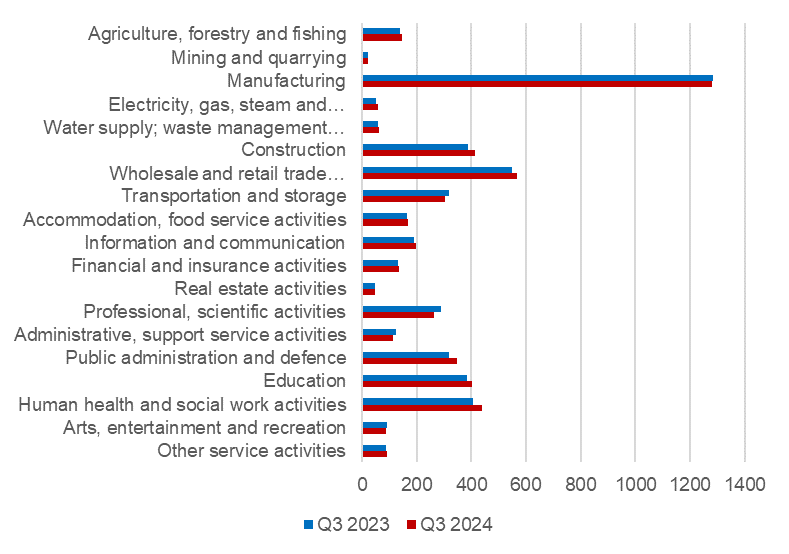 Agriculture, forestry and fishing
Mining and quarrying
Manufacturing
Electricity, gas, steam and…
Water supply; waste management…
Construction
Wholesale and retail trade…
Transportation and storage
Accommodation, food service activities
Information and communication
Financial and insurance activities
Real estate activities
Professional, scientific activities
Administrative, support service activities
Public administration and defence
Education
Human health and social work activities
Arts, entertainment and recreation
Other service activities
0 200 400 600 800 1000 1200 1400
Q3 2023 Q3 2024